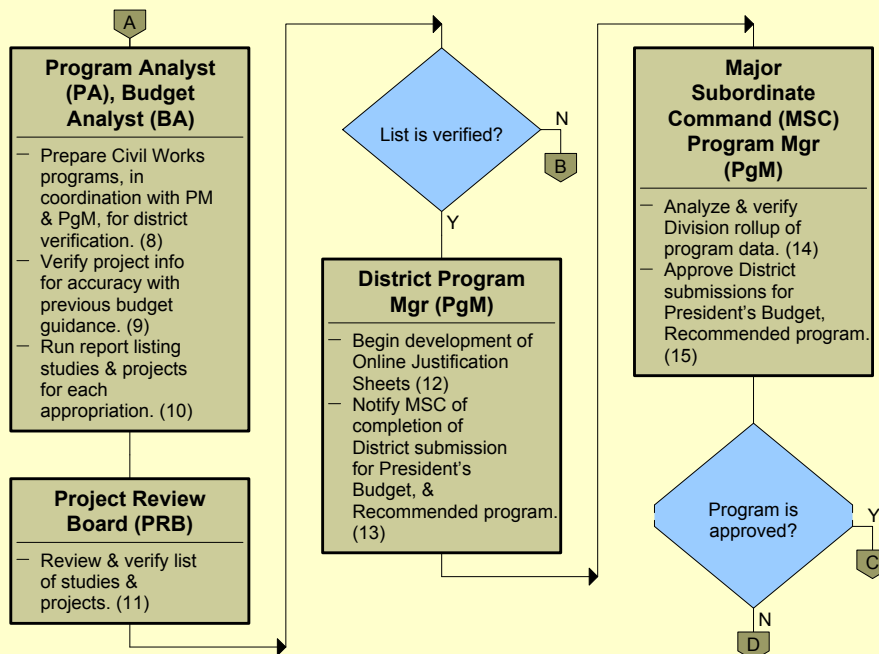 A
Program Analyst
(PA), Budget
Analyst (BA)
— Prepare Civil Works
programs, in
coordination with PM
& PgM, for district
verification. (8)
— Verify project info
for accuracy with
previous budget
guidance. (9)
— Run report listing
studies & projects
for each
appropriation. (10)
Project Review
Board (PRB)
— Review & verify list
of studies &
projects. (11)
List is verified?
N
B
Y
District Program
Mgr (PgM)
— Begin development of
Online Justification
Sheets (12)
— Notify MSC of
completion of
District submission
for President's
Budget, &
Recommended program.
(13)
Major
Subordinate
Command (MSC)
Program Mgr
(PgM)
— Analyze & verify
Division rollup of
program data. (14)
— Approve District
submissions for
President's Budget,
Recommended program.
(15)
Program is
approved?
Y
C
N
D